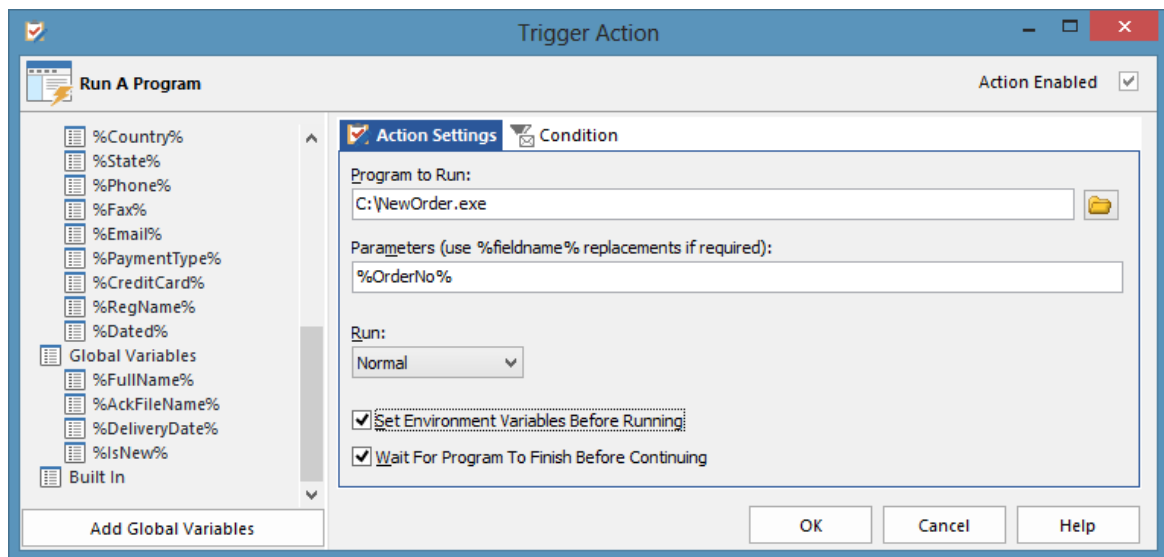 Trigger Action
Run A Program
Action Enabled
%Country%
%State%
%Phone%
%Fax%
%Email%
%PaymentType%
%CreditCard%
%RegName%
%Dated%
Global Variables
%FullName%
%AckFileName%
%DeliveryDate%
%IsNew%
Built In
Add Global Variables
Action Settings
Condition
Program to Run:
C:\NewOrder.exe
Parameters (use %fieldname% replacements if required):
%OrderNo%
Run:
Normal
Set Environment Variables Before Running
Wait For Program To Finish Before Continuing
OK
Cancel
Help